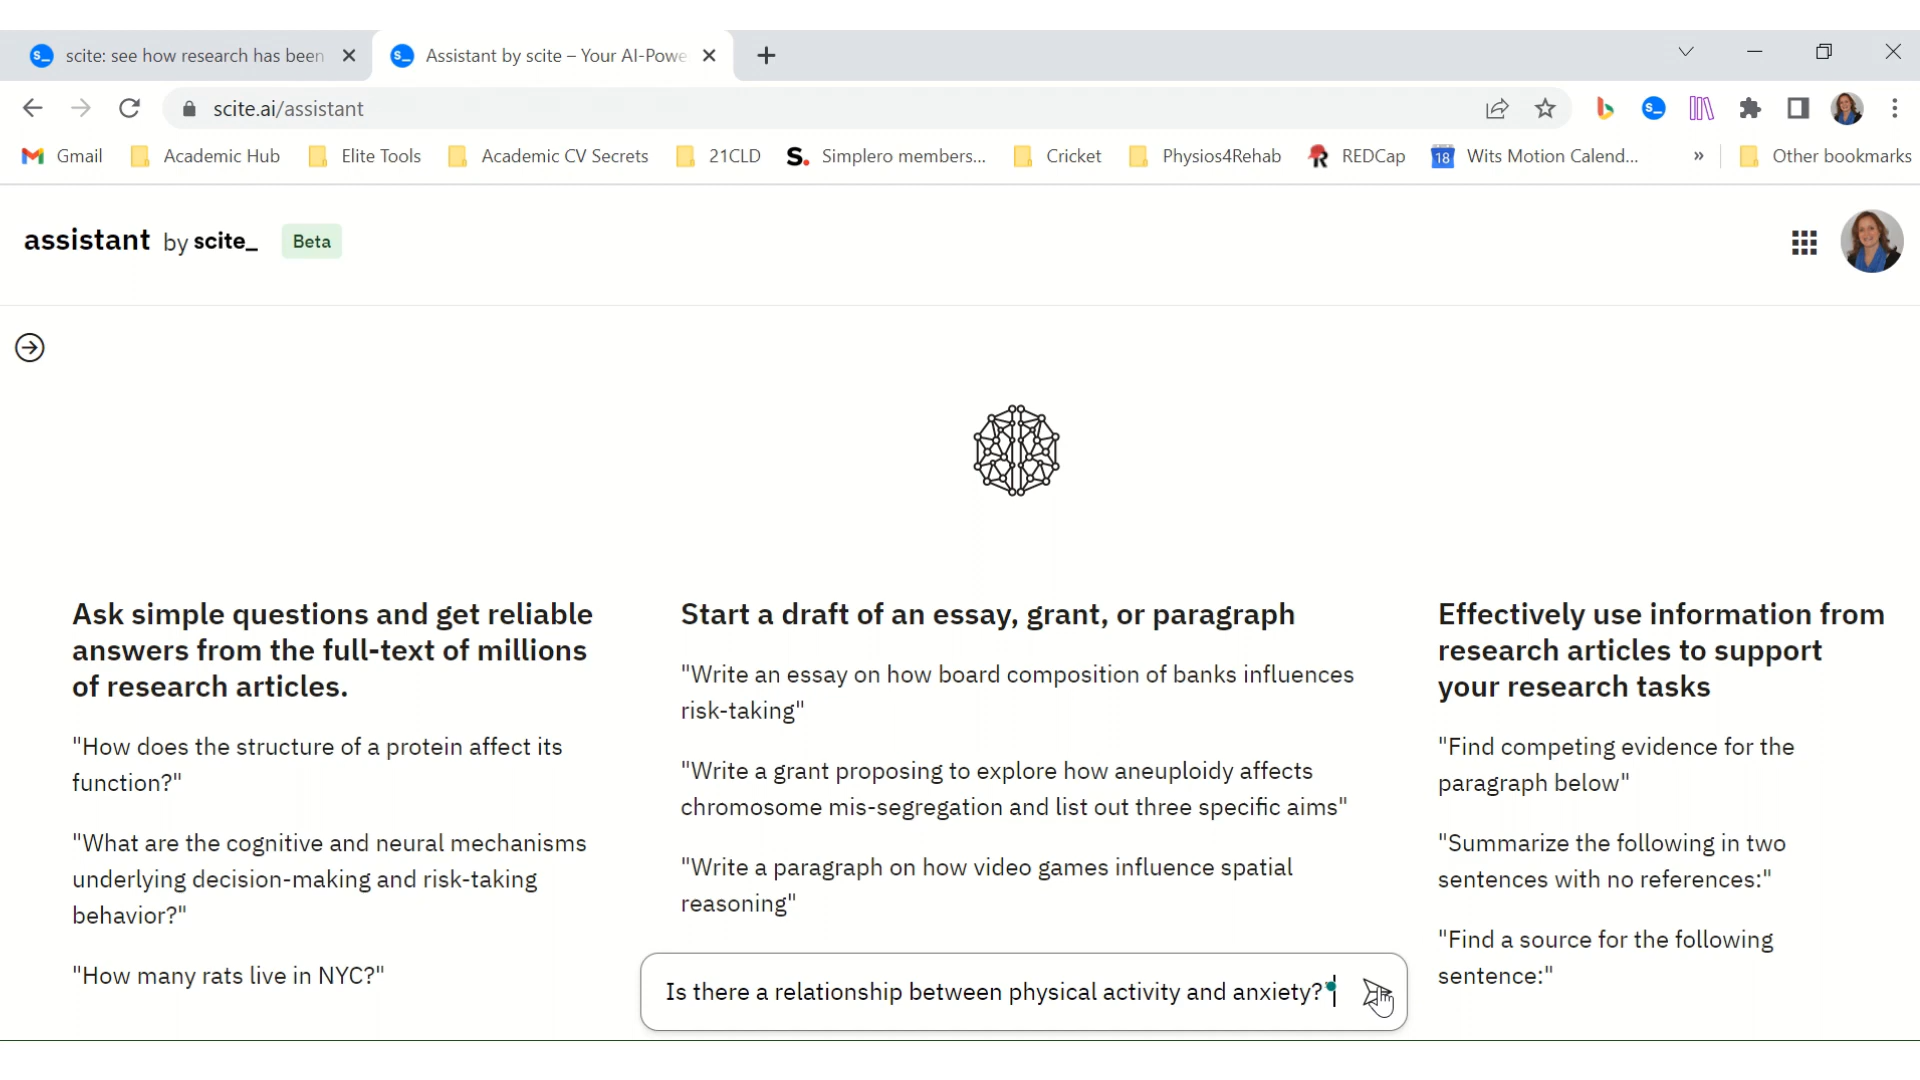 scite: see how research has been
Assistant by scite – Your AI-Powe
scite.ai/assistant
Gmail
Academic Hub
Elite Tools
Academic CV Secrets
21CLD
S. Simplero members...
Cricket
Physios4Rehab
REDCap
18 Wits Motion Calend...
»
Other bookmarks
assistant by scite_ Beta
Ask simple questions and get reliable
answers from the full-text of millions
of research articles.
"How does the structure of a protein affect its
function?"
"What are the cognitive and neural mechanisms
underlying decision-making and risk-taking
behavior?"
"How many rats live in NYC?"
Start a draft of an essay, grant, or paragraph
"Write an essay on how board composition of banks influences
risk-taking"
"Write a grant proposing to explore how aneuploidy affects
chromosome mis-segregation and list out three specific aims"
"Write a paragraph on how video games influence spatial
reasoning"
Effectively use information from
research articles to support
your research tasks
"Find competing evidence for the
paragraph below"
"Summarize the following in two
sentences with no references:"
"Find a source for the following
sentence:"
Is there a relationship between physical activity and anxiety?